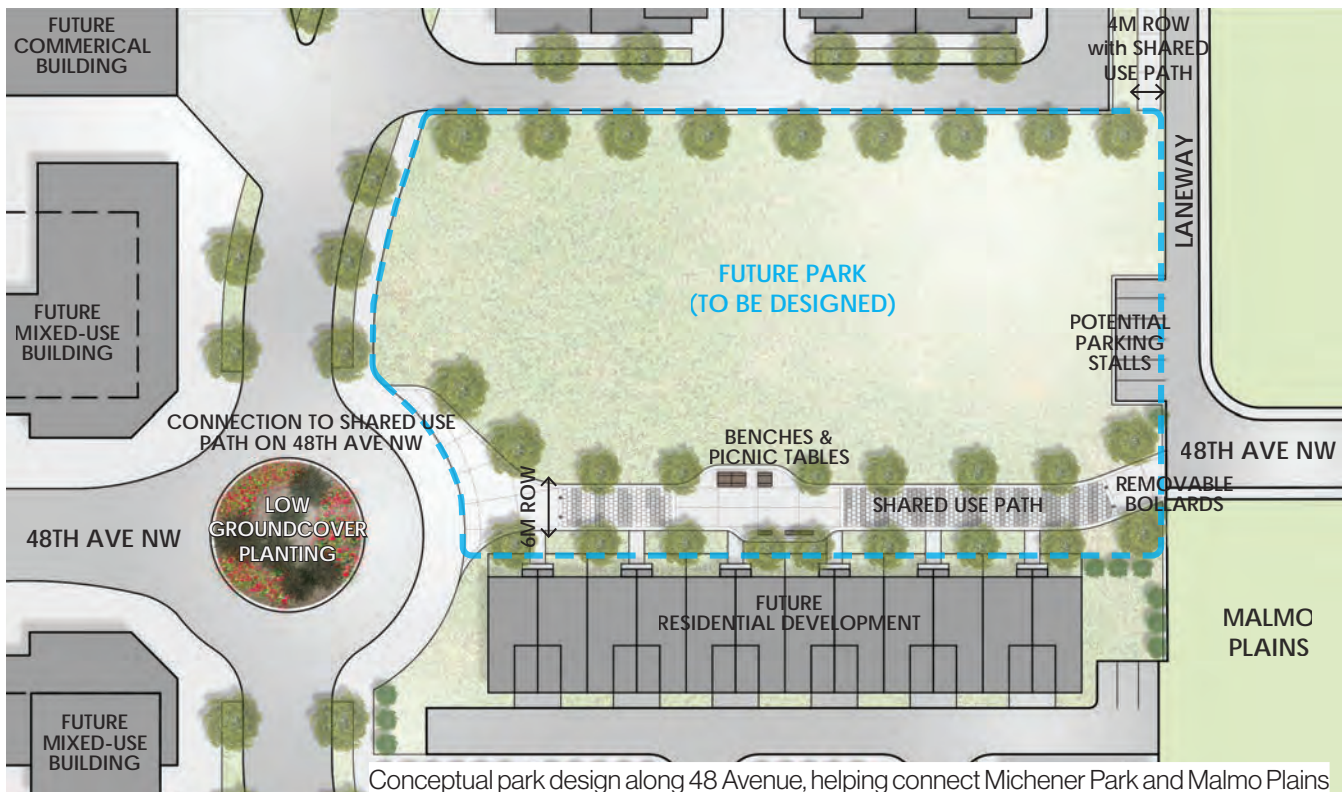 FUTURE
COMMERICAL
BUILDING
4M ROW
with SHARED
USE PATH
LANEWAY
FUTURE PARK
(TO BE DESIGNED)
FUTURE
MIXED-USE
BUILDING
POTENTIAL
PARKING
STALLS
CONNECTION TO SHARED USE
PATH ON 48TH AVE NW
BENCHES &
PICNIC TABLES
48TH AVE NW
REMOVABLE
BOLLARDS
SHARED USE PATH
6M ROW
LOW
GROUNDCOVER
PLANTING
48TH AVE NW
FUTURE
RESIDENTIAL DEVELOPMENT
MALMO
PLAINS
FUTURE
MIXED-USE
BUILDING
Conceptual park design along 48 Avenue, helping connect Michener Park and Malmo Plains